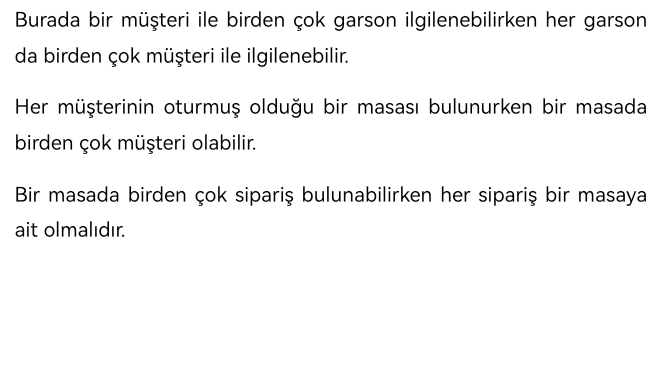 Burada bir müşteri ile birden çok garson ilgilenebilirken her garson
da birden çok müşteri ile ilgilenebilir.
Her müşterinin oturmuş olduğu bir masası bulunurken bir masada
birden çok müşteri olabilir.
Bir masada birden çok sipariş bulunabilirken her sipariş bir masaya
ait olmalıdır.